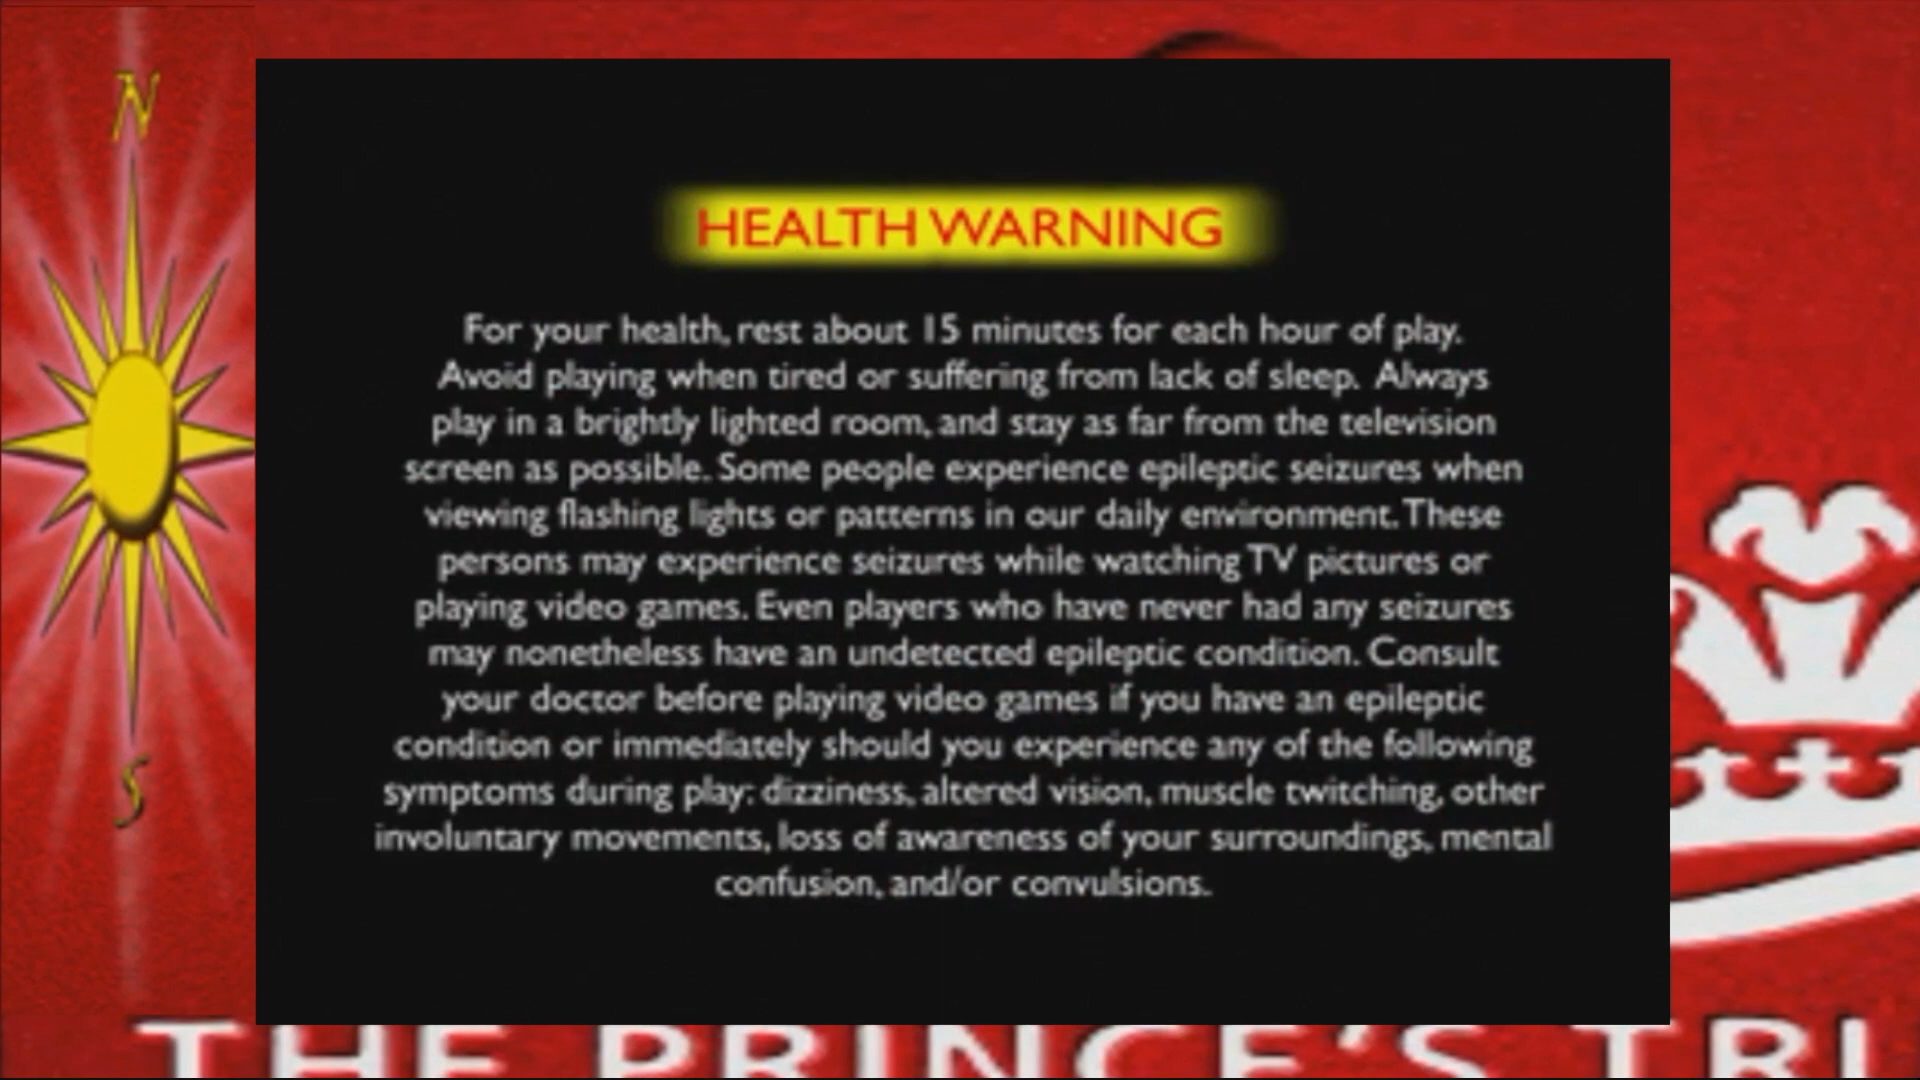 N
HEALTH WARNING
For your health, rest about 15 minutes for each hour of play.
Avoid playing when tired or suffering from lack of sleep. Always
play in a brightly lighted room, and stay as far from the television
screen as possible. Some people experience epileptic seizures when
viewing flashing lights or patterns in our daily environment. These
persons may experience seizures while watching TV pictures or
playing video games. Even players who have never had any seizures
may nonetheless have an undetected epileptic condition. Consult
your doctor before playing video games if you have an epileptic
condition or immediately should you experience any of the following
symptoms during play: dizziness, altered vision, muscle twitching, other
involuntary movements, loss of awareness of your surroundings, mental
confusion, and/or convulsions.
S
THE PRINCE'S